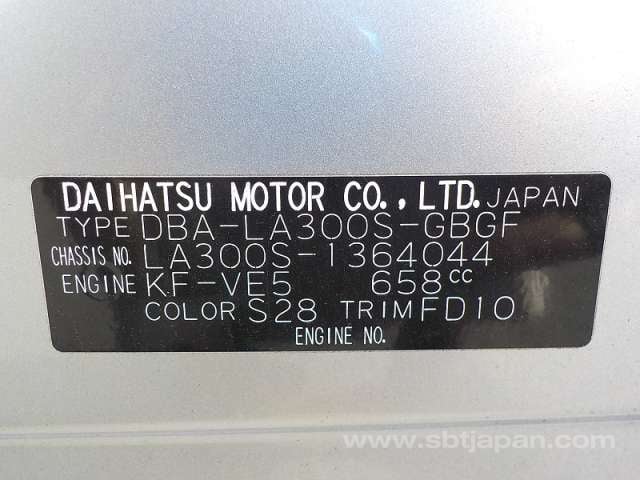 DAIHATSU MOTOR CO., LTD. JAPAN
TYPE DBA-LA300S-GBGF
CHASSIS NO. LA300S-1364044
ENGINE KF-VE5 658cc
COLOR S28 TRIM FD10
ENGINE NO.
www.sbtjapan.com